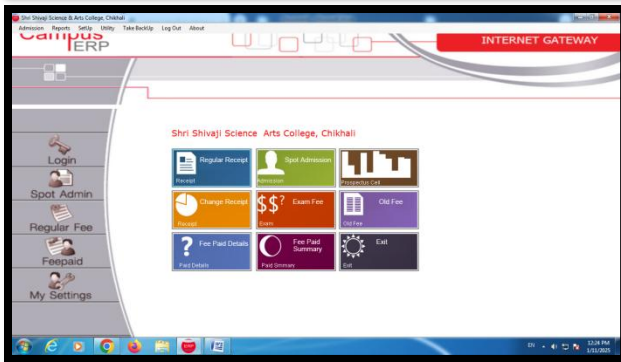 Shri Shivaji Science & Arts College, Chikhali
Admission Reports SetUp Utility Take BackUp Log Out About
Campus
ERP
INTERNET GATEWAY
Shri Shivaji Science Arts College, Chikhali
Login
Spot Admin
Regular Fee
Feepaid
My Settings
Regular Receipt
Receipt
Spot Admission
Admission
Prospectus Cell
Change Receipt
Receipt
$$? Exam Fee
Exam
Old Fee
Old Fee
? Fee Paid Details
Paid Details
Fee Paid
Summary
Paid Smmary
Exit
Exit
EN
12:24 PM
1/11/2025